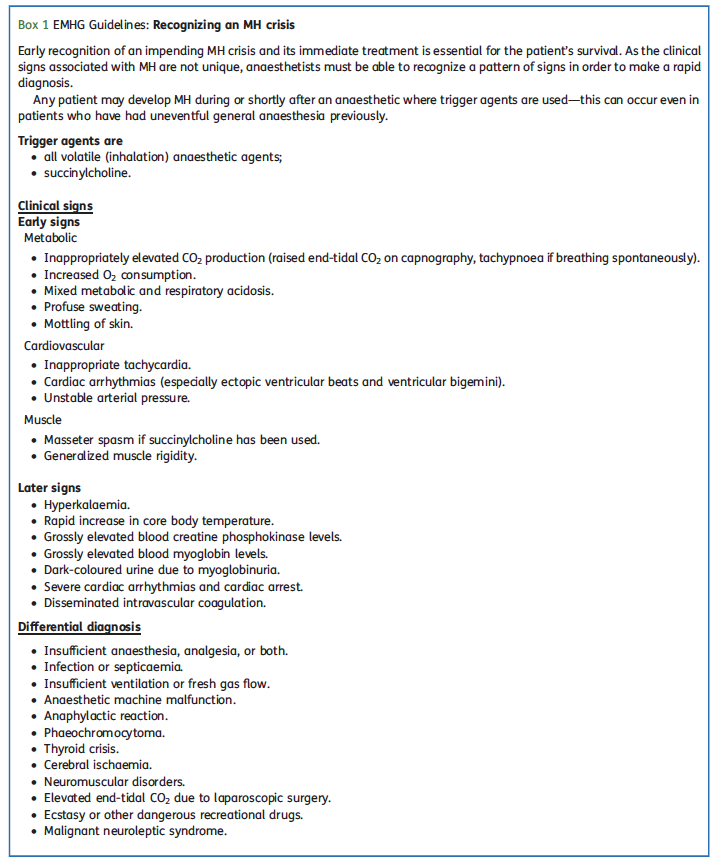 Box 1 EMHG Guidelines: Recognizing an MH crisis
Early recognition of an impending MH crisis and its immediate treatment is essential for the patient's survival. As the clinical
signs associated with MH are not unique, anaesthetists must be able to recognize a pattern of signs in order to make a rapid
diagnosis.
Any patient may develop MH during or shortly after an anaesthetic where trigger agents are used—this can occur even in
patients who have had uneventful general anaesthesia previously.
Trigger agents are
• all volatile (inhalation) anaesthetic agents;
• succinylcholine.
Clinical signs
Early signs
Metabolic
• Inappropriately elevated CO₂ production (raised end-tidal CO₂ on capnography, tachypnoea if breathing spontaneously).
• Increased O₂ consumption.
• Mixed metabolic and respiratory acidosis.
• Profuse sweating.
• Mottling of skin.
Cardiovascular
• Inappropriate tachycardia.
• Cardiac arrhythmias (especially ectopic ventricular beats and ventricular bigemini).
• Unstable arterial pressure.
Muscle
• Masseter spasm if succinylcholine has been used.
• Generalized muscle rigidity.
Later signs
• Hyperkalaemia.
• Rapid increase in core body temperature.
• Grossly elevated blood creatine phosphokinase levels.
• Grossly elevated blood myoglobin levels.
• Dark-coloured urine due to myoglobinuria.
• Severe cardiac arrhythmias and cardiac arrest.
• Disseminated intravascular coagulation.
Differential diagnosis
• Insufficient anaesthesia, analgesia, or both.
• Infection or septicaemia.
• Insufficient ventilation or fresh gas flow.
• Anaesthetic machine malfunction.
• Anaphylactic reaction.
• Phaeochromocytoma.
• Thyroid crisis.
• Cerebral ischaemia.
• Neuromuscular disorders.
• Elevated end-tidal CO₂ due to laparoscopic surgery.
• Ecstasy or other dangerous recreational drugs.
• Malignant neuroleptic syndrome.